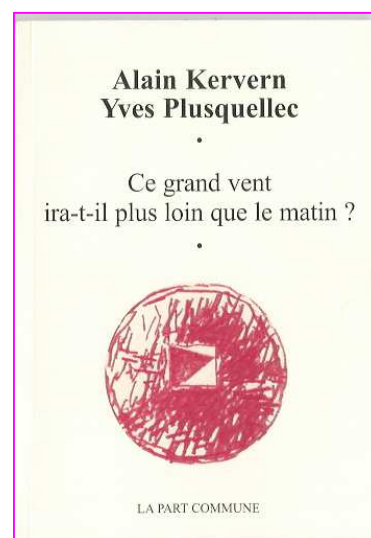 Alain Kervern
Yves Plusquellec
•
Ce grand vent
ira-t-il plus loin que le matin ?
•
LA PART COMMUNE